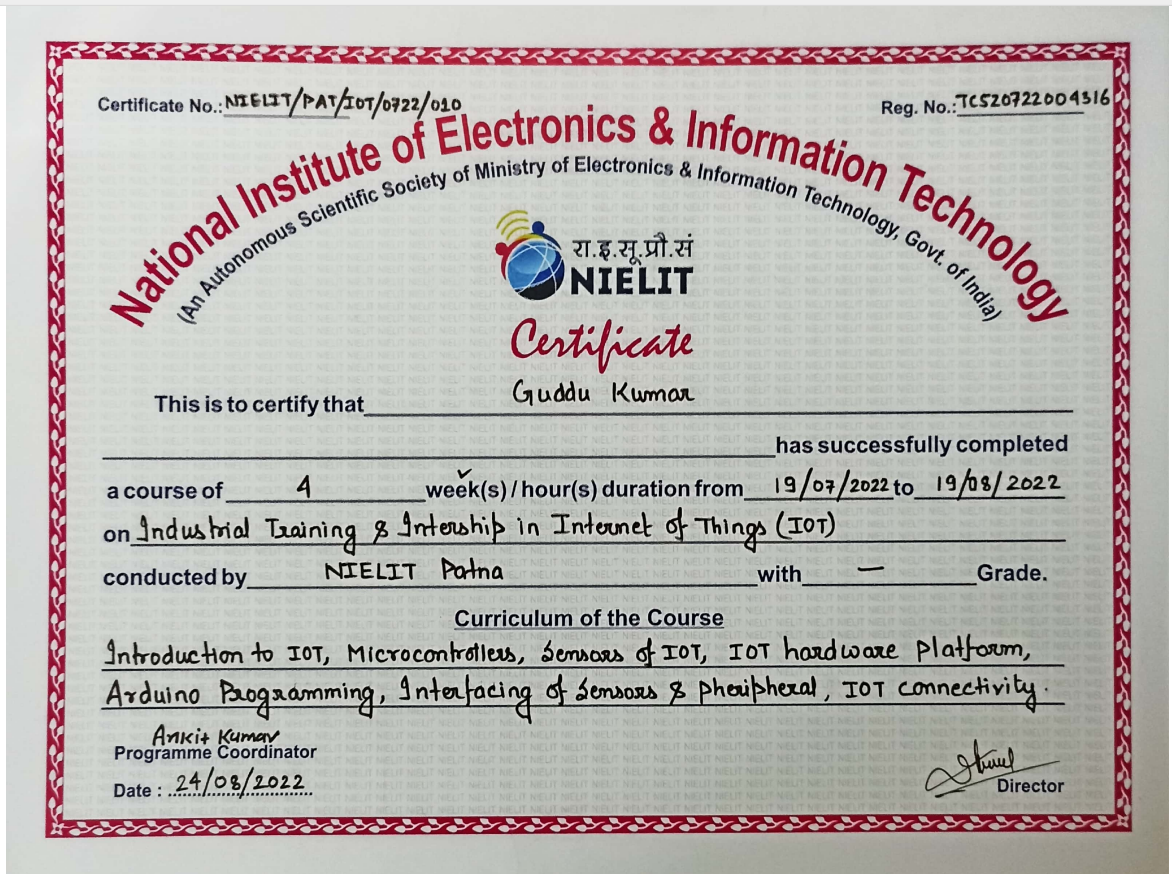 Certificate No.: NIELIT/PAT/IOT/0722/010
Reg. No.: TC520722004316
National Institute of Electronics & Information Technology
(An Autonomous Scientific Society of Ministry of Electronics & Information Technology, Govt. of India)
रा.इ.सू.प्रौ.सं
NIELIT
Certificate
This is to certify that Guddu Kumar
has successfully completed
a course of 4 week(s) / hour(s) duration from 19/07/2022 to 19/08/2022
on Industrial Training & Intership in Internet of Things (IOT)
conducted by NIELIT Patna with — Grade.
Curriculum of the Course
Introduction to IOT, Microcontrollers, Sensors of IOT, IOT hardware Platform,
Arduino Programming, Interfacing of Sensors & pheripheral, IOT connectivity.
Ankit Kumar
Programme Coordinator
Date : 24/08/2022
Director